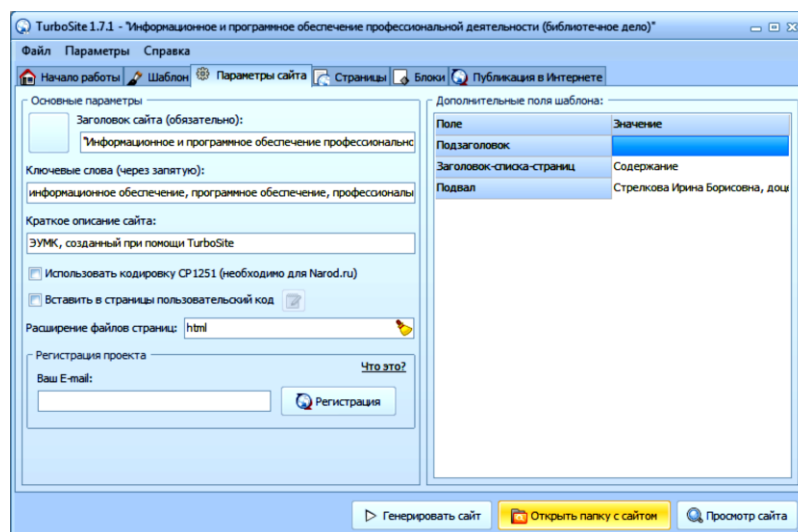 TurboSite 1.7.1 - "Информационное и программное обеспечение профессиональной деятельности (библиотечное дело)"
Файл Параметры Справка
Начало работы Шаблон Параметры сайта Страницы Блоки Публикация в Интернете
Основные параметры
Заголовок сайта (обязательно):
"Информационное и программное обеспечение профессионально
Ключевые слова (через запятую):
информационное обеспечение, программное обеспечение, профессиональ
Краткое описание сайта:
ЭУМК, созданный при помощи TurboSite
Использовать кодировку CP1251 (необходимо для Narod.ru)
Вставить в страницы пользовательский код
Расширение файлов страниц: html
Регистрация проекта
Что это?
Ваш E-mail:
Регистрация
Дополнительные поля шаблона:
Поле Значение
Подзаголовок
Заголовок-списка-страниц Содержание
Подвал Стрелкова Ирина Борисовна, доц
Генерировать сайт Открыть папку с сайтом Просмотр сайта